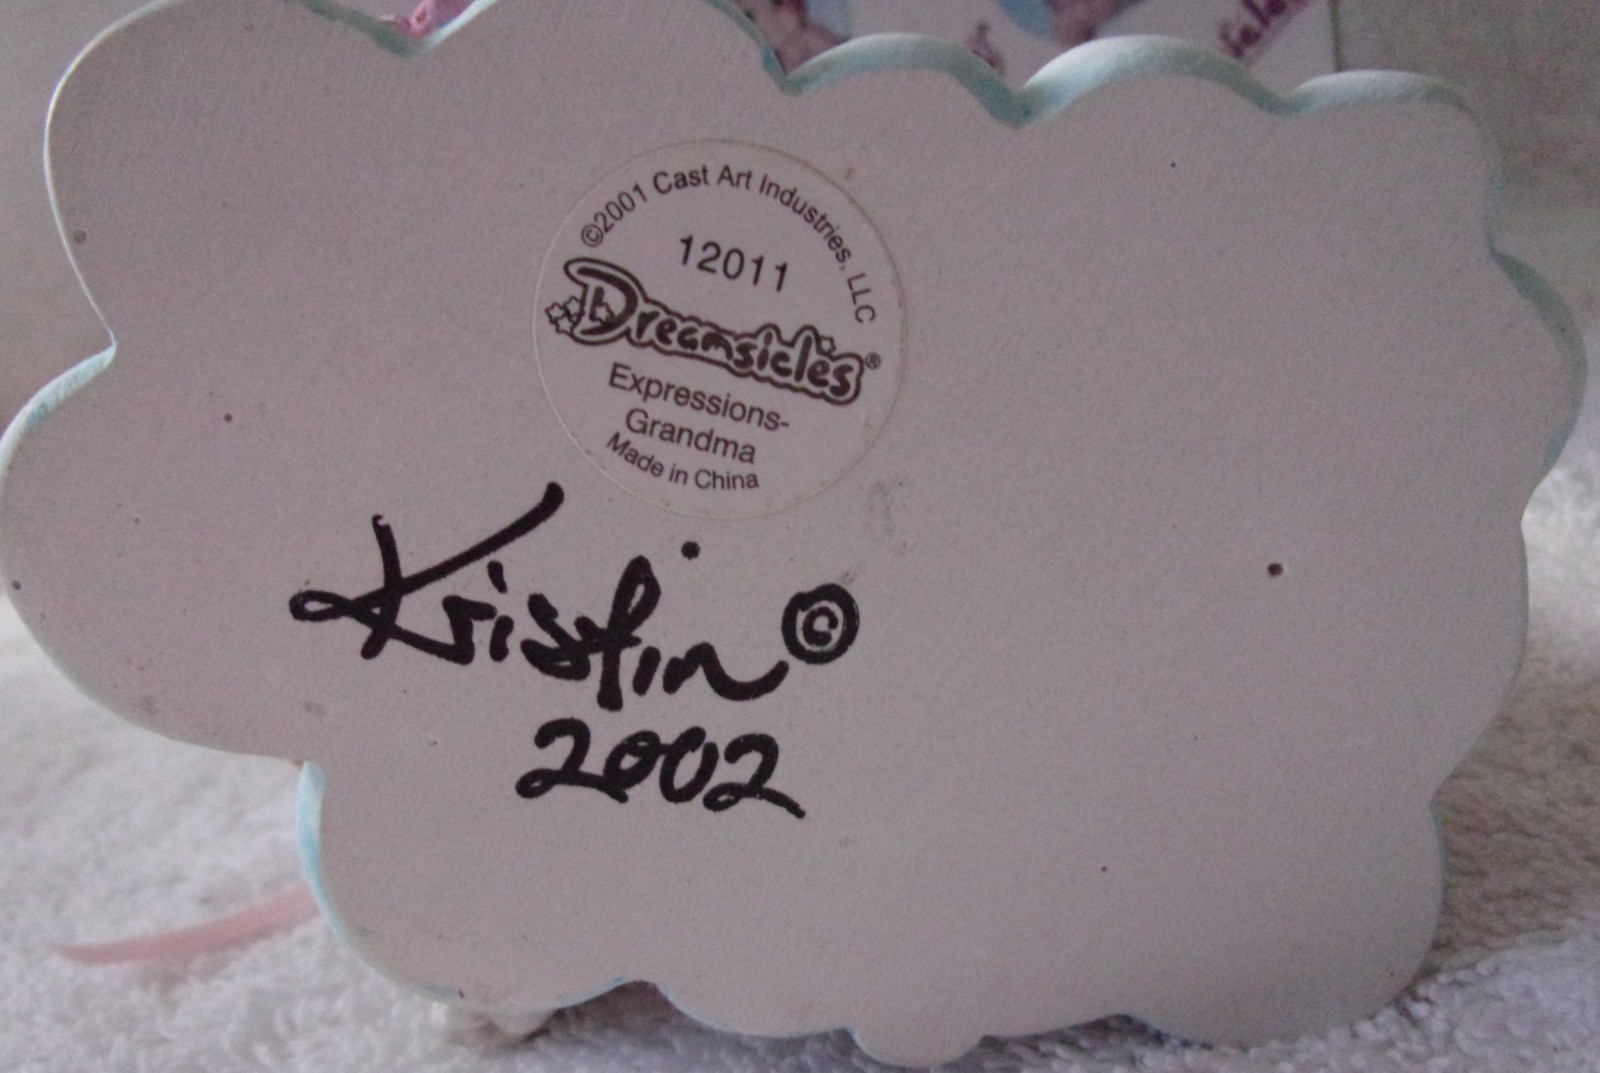 ©2001 Cast Art Industries, LLC
12011
Dreamsicles®
Expressions-
Grandma
Made in China
Kristin ©
2002